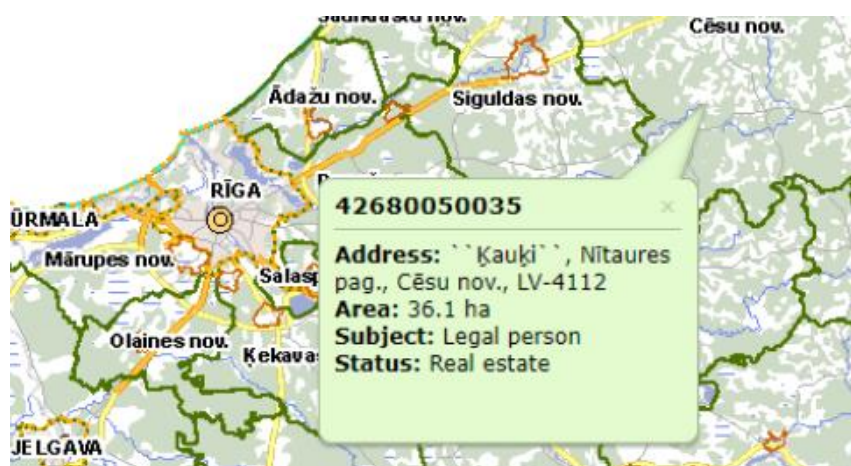 Cēsu nov.
Ādažu nov.
Siguldas nov.
RĪGA
ŪRMALA
Mārupes nov.
Salasp
Olaines nov.
Ķekavas
JELGAVA
42680050035 ×
Address: ``Ķauķi``, Nītaures
pag., Cēsu nov., LV-4112
Area: 36.1 ha
Subject: Legal person
Status: Real estate